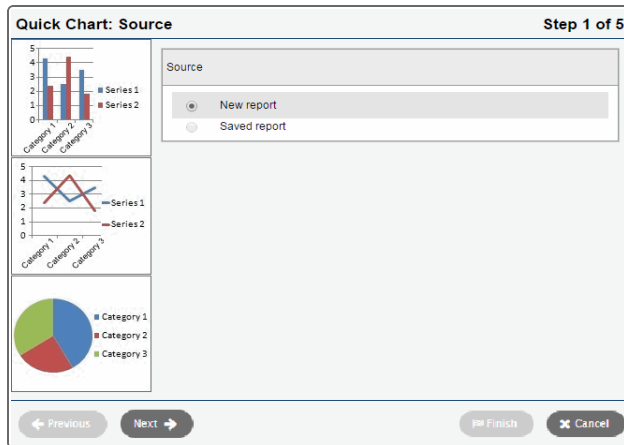 Quick Chart: Source Step 1 of 5
5
4
3
2
1
0
Category 1
Category 2
Category 3
Series 1
Series 2
Source
New report
Saved report
5
4
3
2
1
0
Category 1
Category 2
Category 3
Series 1
Series 2
Category 1
Category 2
Category 3
Previous Next Finish Cancel